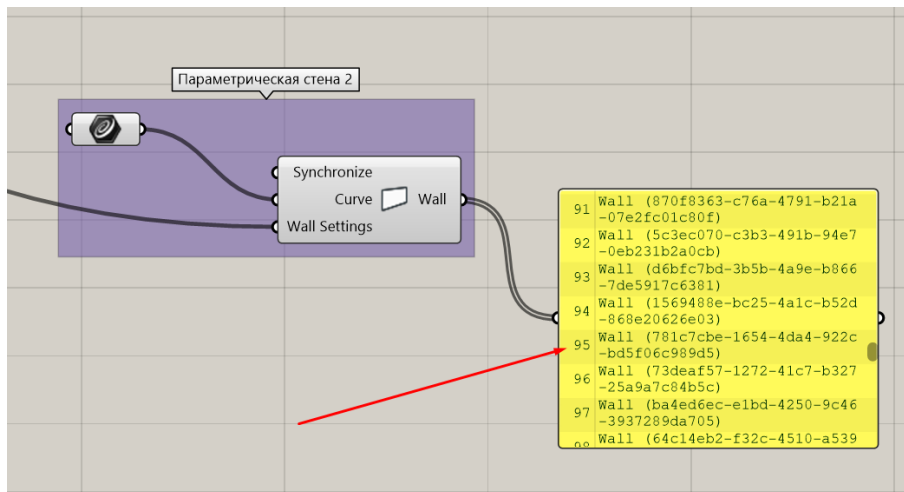 Параметрическая стена 2
Synchronize
Curve
Wall
Wall Settings
91 Wall (870f8363-c76a-4791-b21a
-07e2fc01c80f)
92 Wall (5c3ec070-c3b3-491b-94e7
-0eb231b2a0cb)
93 Wall (d6bfc7bd-3b5b-4a9e-b866
-7de5917c6381)
94 Wall (1569488e-bc25-4a1c-b52d
-868e20626e03)
95 Wall (781c7cbe-1654-4da4-922c
-bd5f06c989d5)
96 Wall (73deaf57-1272-41c7-b327
-25a9a7c84b5c)
97 Wall (ba4ed6ec-e1bd-4250-9c46
-3937289da705)
98 Wall (64c14eb2-f32c-4510-a539